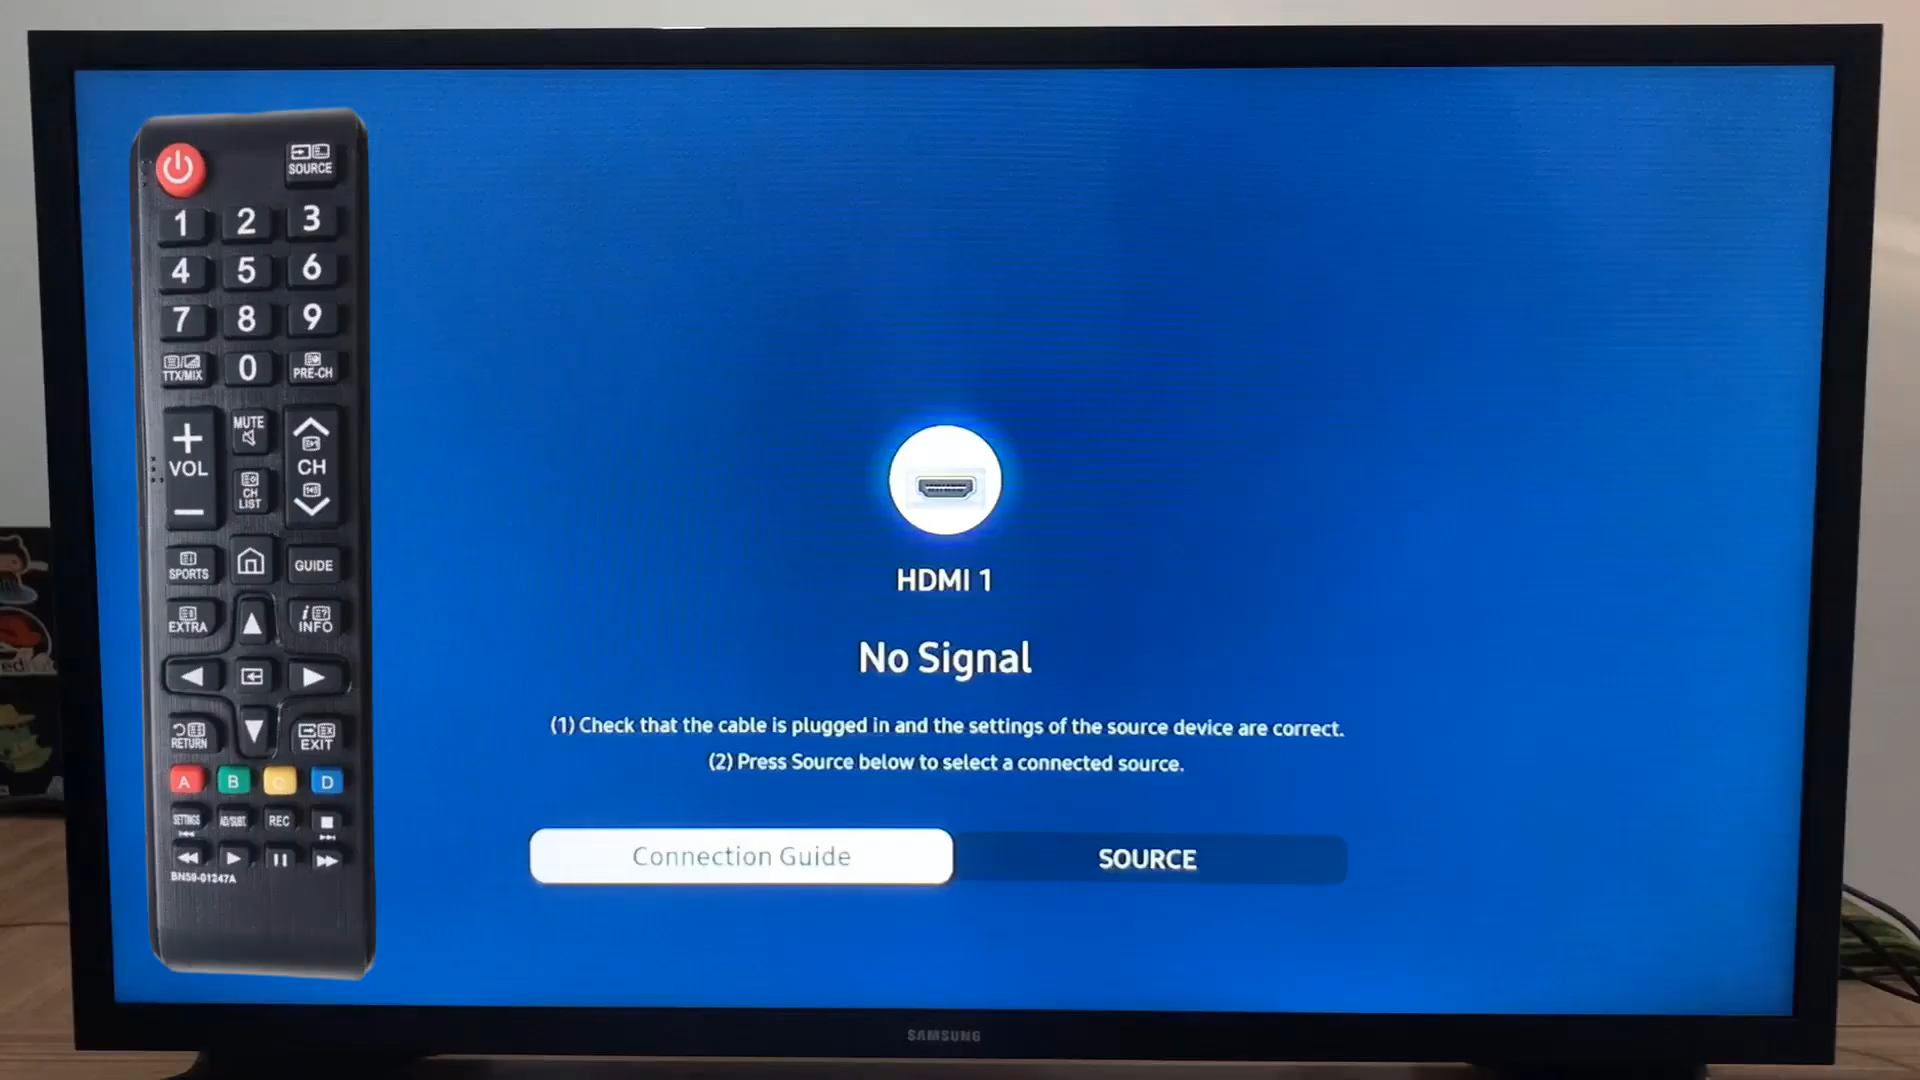 SOURCE
1 2 3
4 5 6
7 8 9
TTX/MIX 0 PRE-CH
MUTE
+ VOL −
CH
CH
LIST
SPORTS
GUIDE
EXTRA
i ?
INFO
RETURN
EXIT
A B C D
SETTINGS AD/SUBT. REC
BN59-01247A
HDMI 1
No Signal
(1) Check that the cable is plugged in and the settings of the source device are correct.
(2) Press Source below to select a connected source.
Connection Guide
SOURCE
SAMSUNG